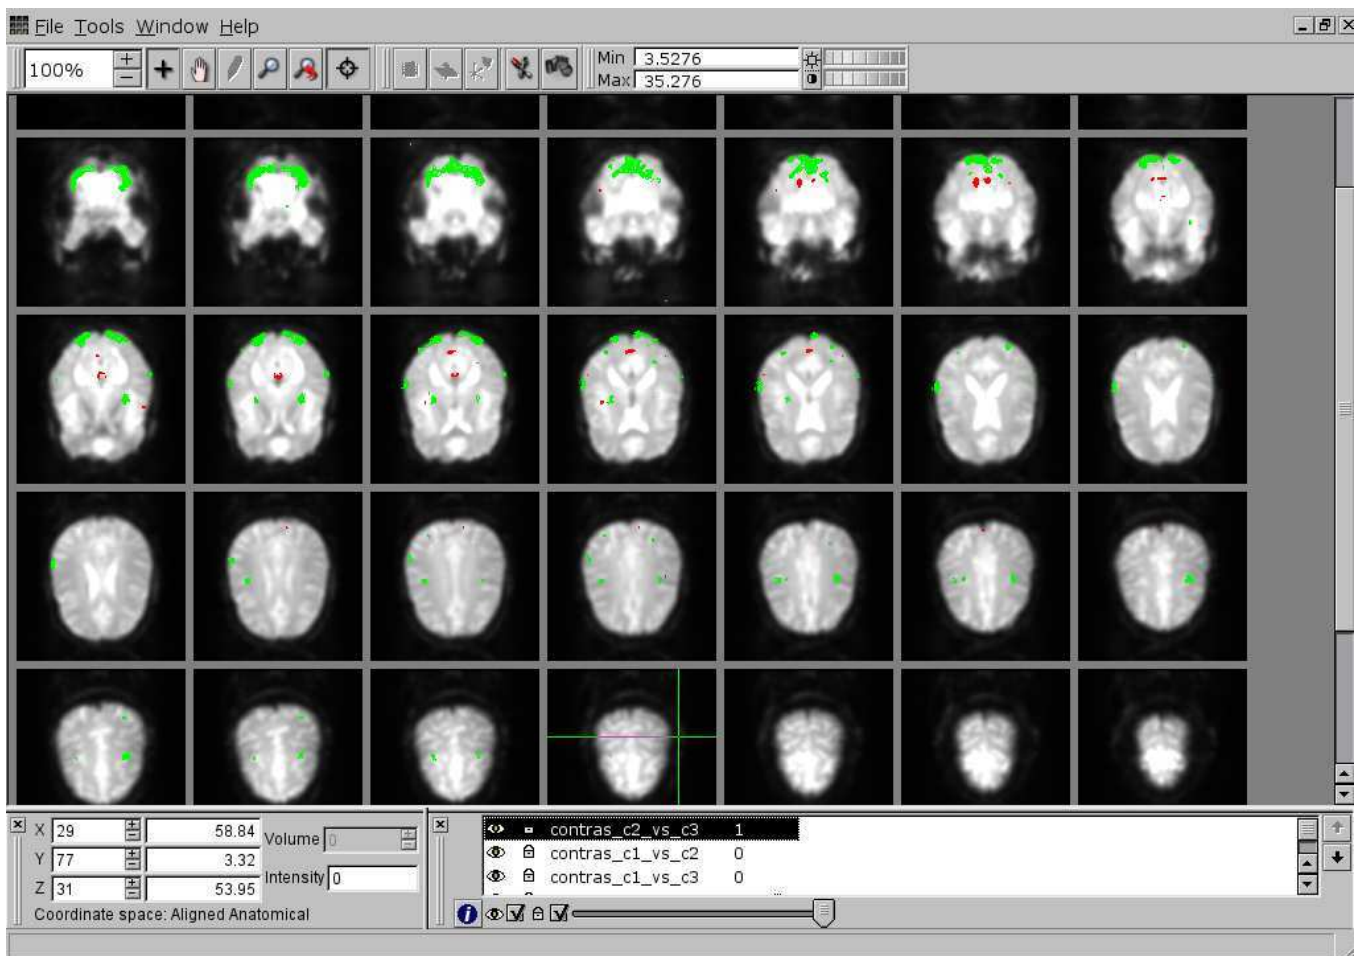 File Tools Window Help
100%
Min 3.5276
Max 35.276
X 29 58.84 Volume 0
Y 77 3.32
Intensity 0
Z 31 53.95
Coordinate space: Aligned Anatomical
contras_c2_vs_c3 1
contras_c1_vs_c2 0
contras_c1_vs_c3 0